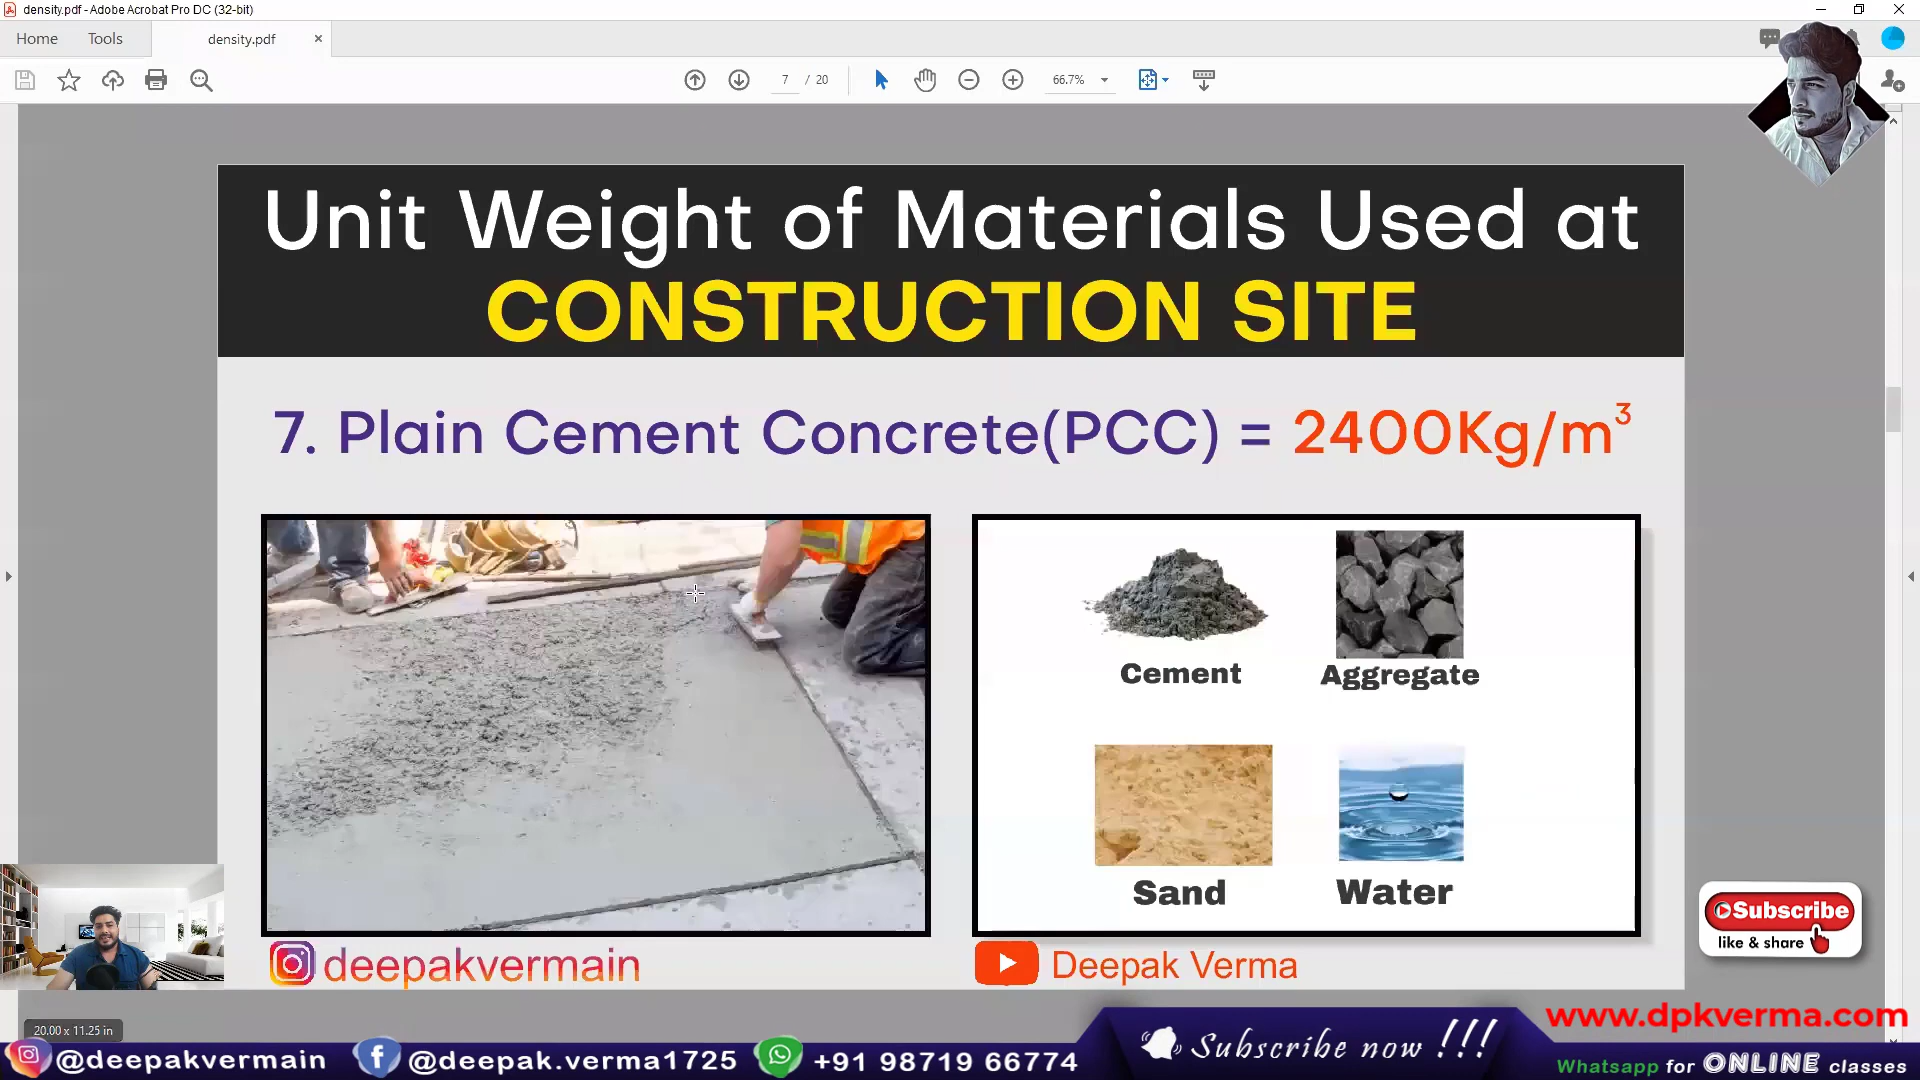 density.pdf - Adobe Acrobat Pro DC (32-bit)
Home Tools density.pdf
7 / 20 66.7%
Unit Weight of Materials Used at
CONSTRUCTION SITE
7. Plain Cement Concrete(PCC) = 2400Kg/m³
Cement Aggregate
Sand Water
deepakvermain
Deepak Verma
Subscribe
like & share
20.00 x 11.25 in
www.dpkverma.com
@deepakvermain @deepak.verma1725 +91 98719 66774
Subscribe now !!!
Whatsapp for ONLINE classes